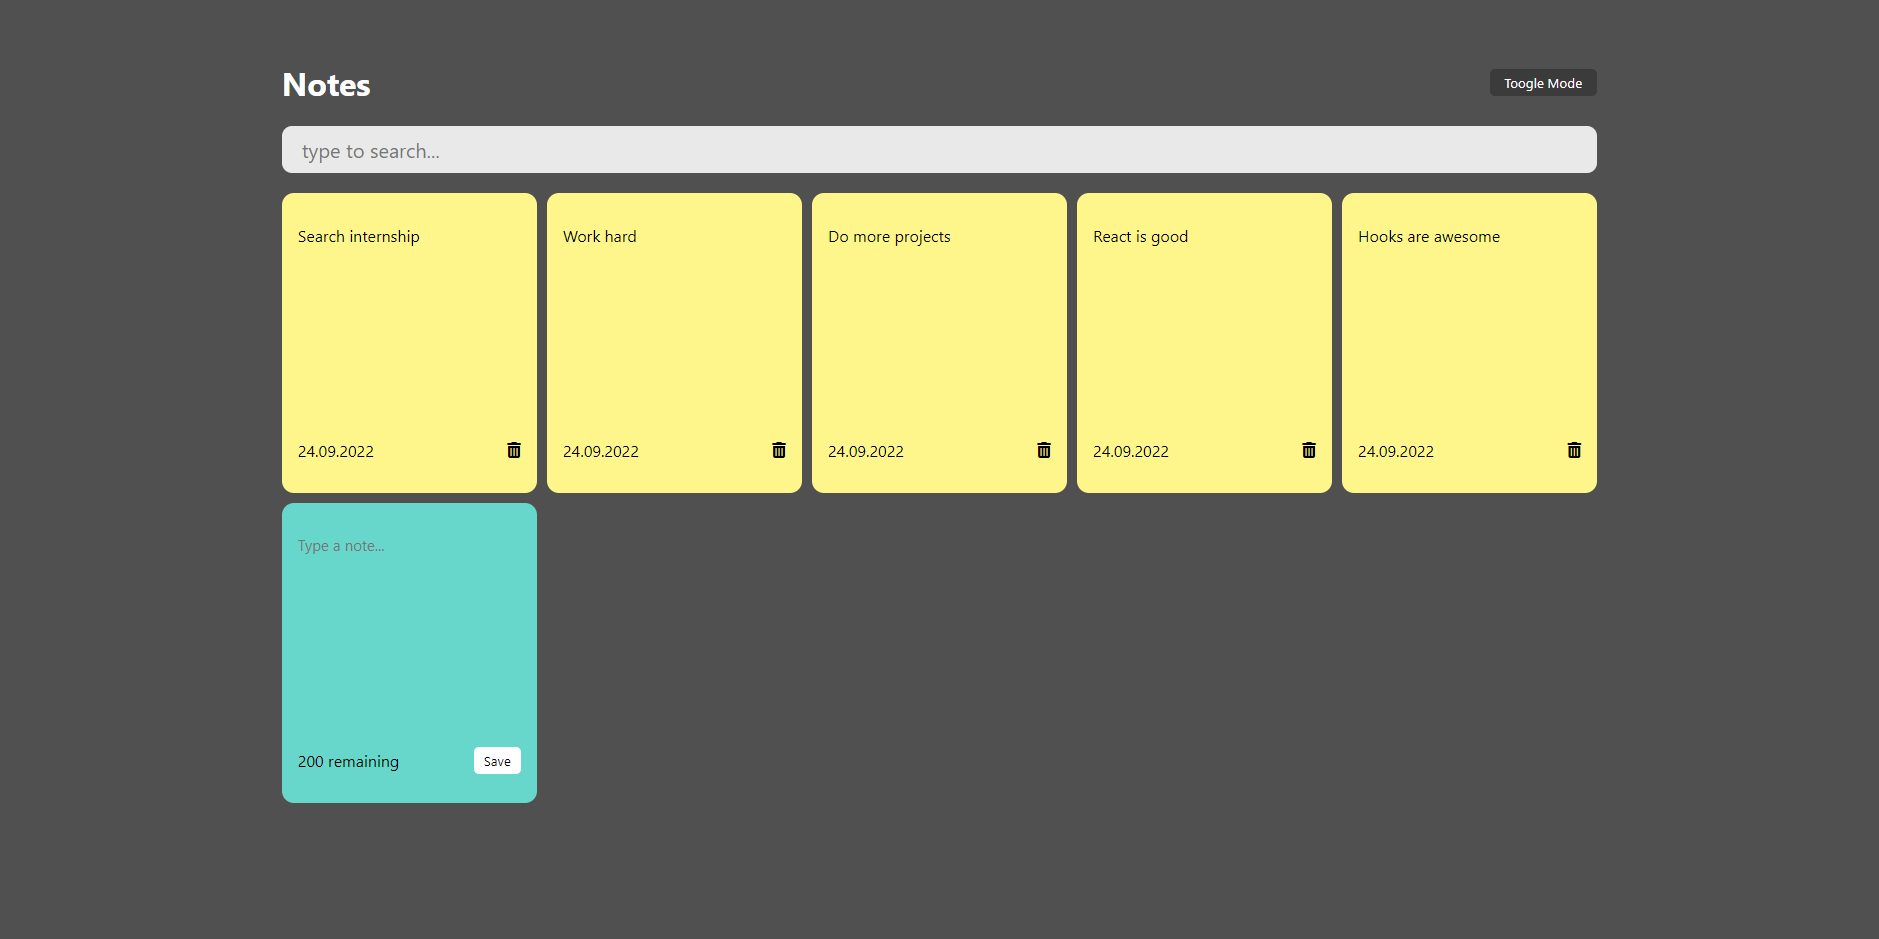 Notes
Toogle Mode
type to search...
Search internship
Work hard
Do more projects
React is good
Hooks are awesome
24.09.2022
24.09.2022
24.09.2022
24.09.2022
24.09.2022
Type a note...
200 remaining
Save